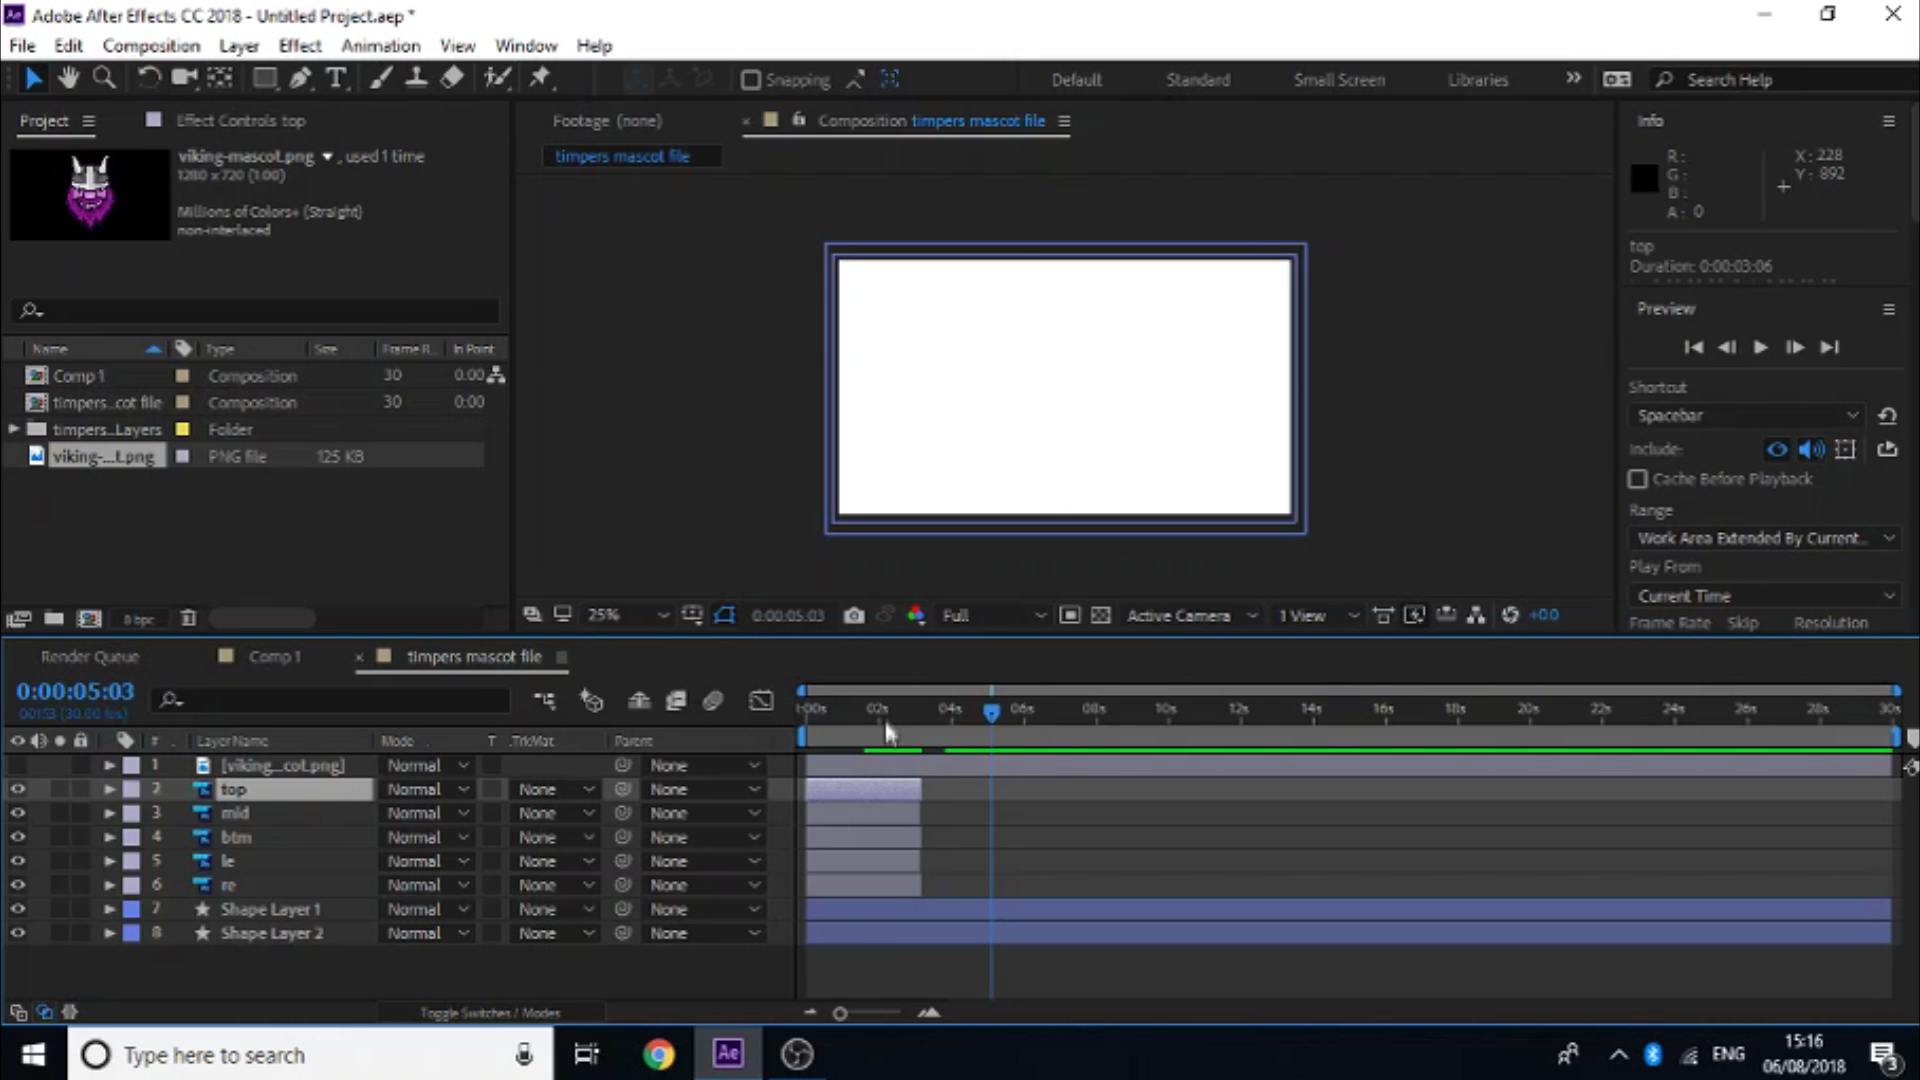 Adobe After Effects CC 2018 - Untitled Project.aep *
File Edit Composition Layer Effect Animation View Window Help
Snapping Default Standard Small Screen Libraries Search Help
Project Effect Controls top Footage (none) Composition timpers mascot file Info
viking-mascot.png , used 1 time
1280 x 720 (1.00)
Millions of Colors+ (Straight)
non-interlaced
timpers mascot file
R: X: 228
G: Y: 892
B:
A: 0
top
Duration: 0:00:03:06
Preview
Shortcut
Spacebar
Include:
Cache Before Playback
Range
Work Area Extended By Current...
Play From
Current Time
Frame Rate Skip Resolution
Name Type Size Frame R... In Point
Comp 1 Composition 30 0:00
timpers...cot file Composition 30 0:00
timpers...Layers Folder
viking-...t.png PNG file 125 KB
8 bpc
25% 0:00:05:03 Full Active Camera 1 View +0.0
Render Queue Comp 1 timpers mascot file
0:00:05:03
00153 (30.00 fps)
:00s 02s 04s 06s 08s 10s 12s 14s 16s 18s 20s 22s 24s 26s 28s 30s
# Layer Name Mode T .TrkMat Parent
1 [viking...cot.png] Normal None
2 top Normal None None
3 mid Normal None None
4 btm Normal None None
5 le Normal None None
6 re Normal None None
7 Shape Layer 1 Normal None None
8 Shape Layer 2 Normal None None
Toggle Switches / Modes
Type here to search
Ae
ENG
15:16
06/08/2018
3